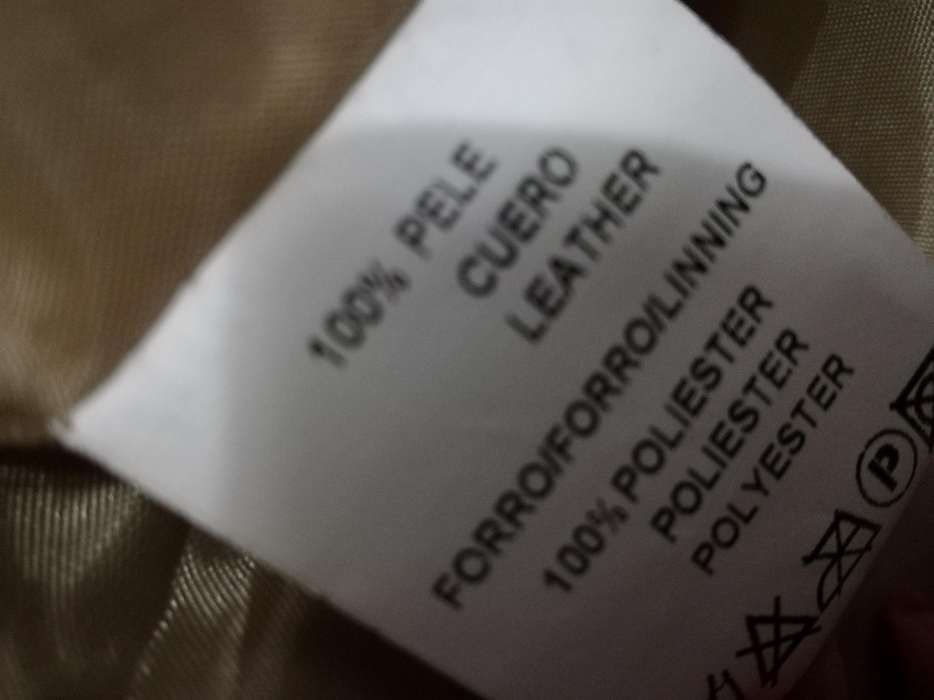 100% PELE
CUERO
LEATHER
FORRO/FORRO/LINNING
100% POLIESTER
POLIESTER
POLYESTER
P